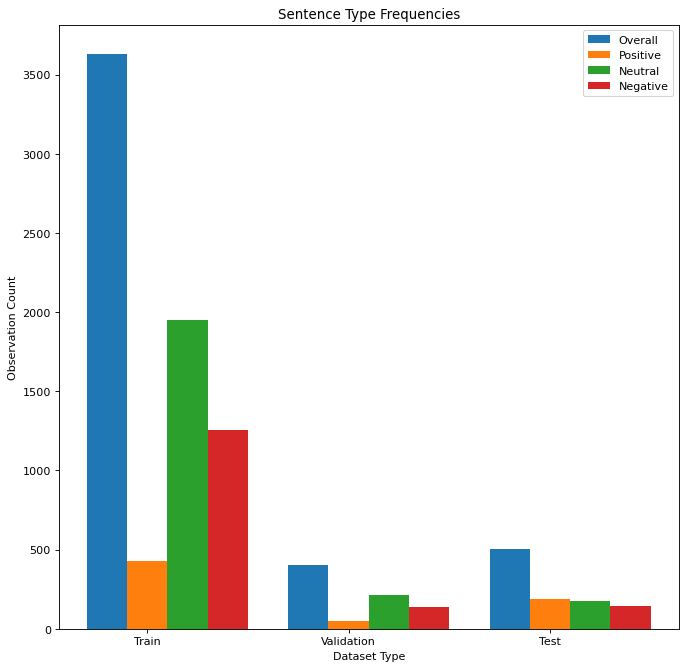 Sentence Type Frequencies
Overall
Positive
Neutral
Negative
3500
3000
2500
2000
1500
1000
500
0
Observation Count
Train
Validation
Test
Dataset Type